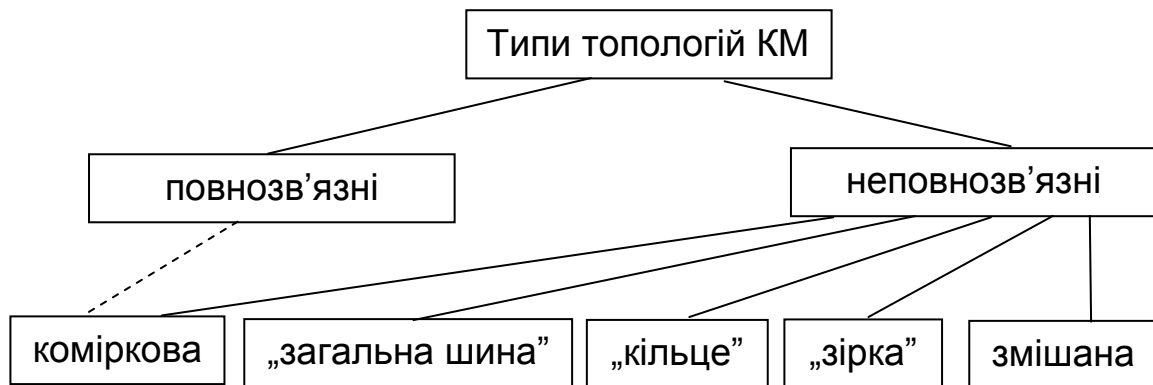 Типи топологій КМ
повнозв’язні
неповнозв’язні
коміркова
„загальна шина”
„кільце”
„зірка”
змішана